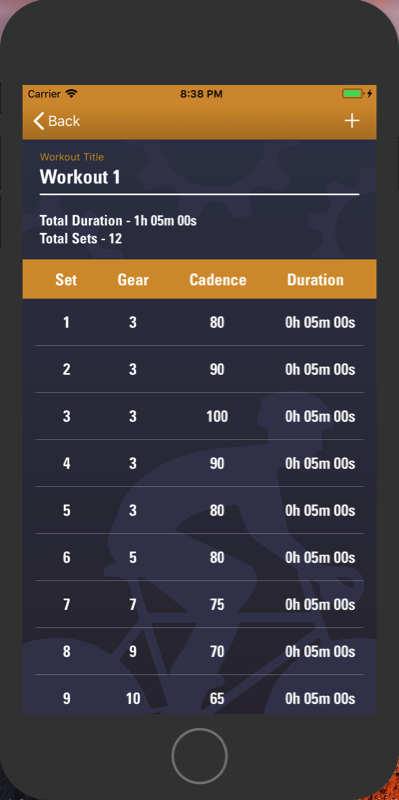 Carrier 8:38 PM
Back +
Workout Title
Workout 1
Total Duration - 1h 05m 00s
Total Sets - 12
Set Gear Cadence Duration
1 3 80 0h 05m 00s
2 3 90 0h 05m 00s
3 3 100 0h 05m 00s
4 3 90 0h 05m 00s
5 3 80 0h 05m 00s
6 5 80 0h 05m 00s
7 7 75 0h 05m 00s
8 9 70 0h 05m 00s
9 10 65 0h 05m 00s